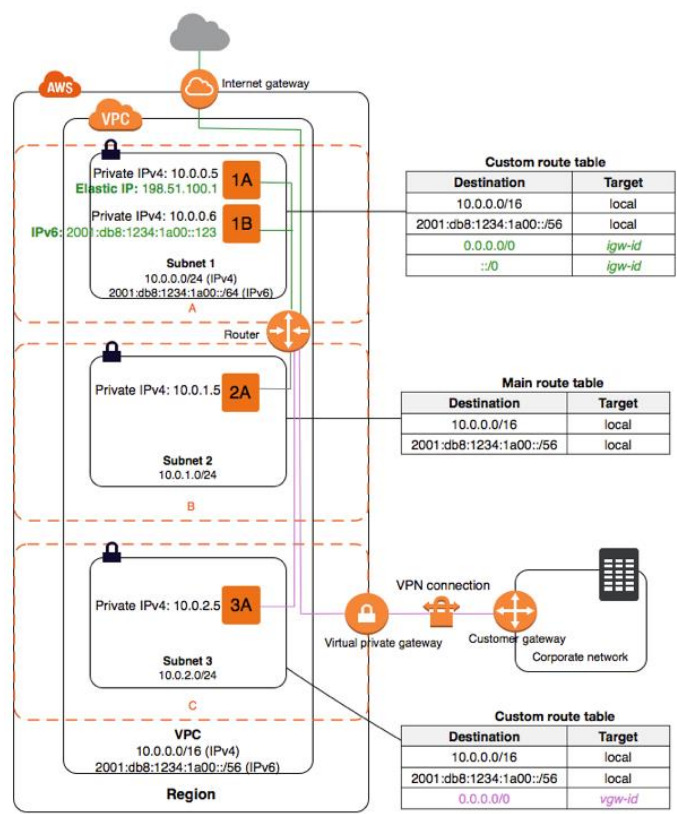 Internet gateway
AWS
VPC
Private IPv4: 10.0.0.5
Elastic IP: 198.51.100.1
1A
Private IPv4: 10.0.0.6
IPv6: 2001:db8:1234:1a00::123
1B
Subnet 1
10.0.0.0/24 (IPv4)
2001:db8:1234:1a00::/64 (IPv6)
A
Custom route table
Destination Target
10.0.0.0/16 local
2001:db8:1234:1a00::/56 local
0.0.0.0/0 igw-id
::/0 igw-id
Router
Private IPv4: 10.0.1.5
2A
Subnet 2
10.0.1.0/24
B
Main route table
Destination Target
10.0.0.0/16 local
2001:db8:1234:1a00::/56 local
Private IPv4: 10.0.2.5
3A
Subnet 3
10.0.2.0/24
C
VPN connection
Virtual private gateway
Customer gateway
Corporate network
VPC
10.0.0.0/16 (IPv4)
2001:db8:1234:1a00::/56 (IPv6)
Region
Custom route table
Destination Target
10.0.0.0/16 local
2001:db8:1234:1a00::/56 local
0.0.0.0/0 vgw-id